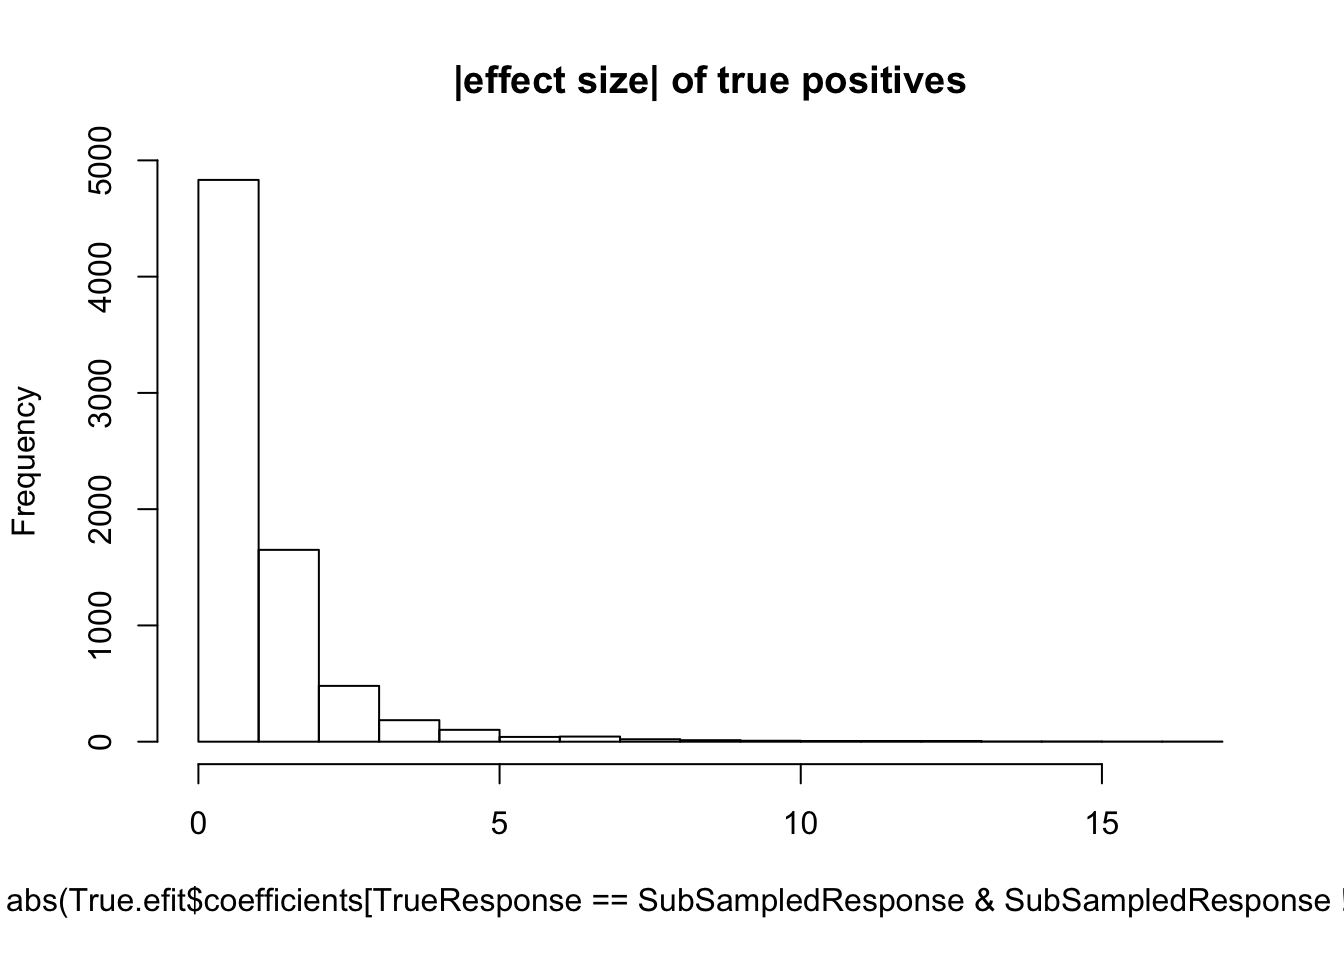 |effect size| of true positives
5000
4000
3000
2000
1000
0
Frequency
0 5 10 15
abs(True.efit$coefficients[TrueResponse == SubSampledResponse & SubSampledResponse !